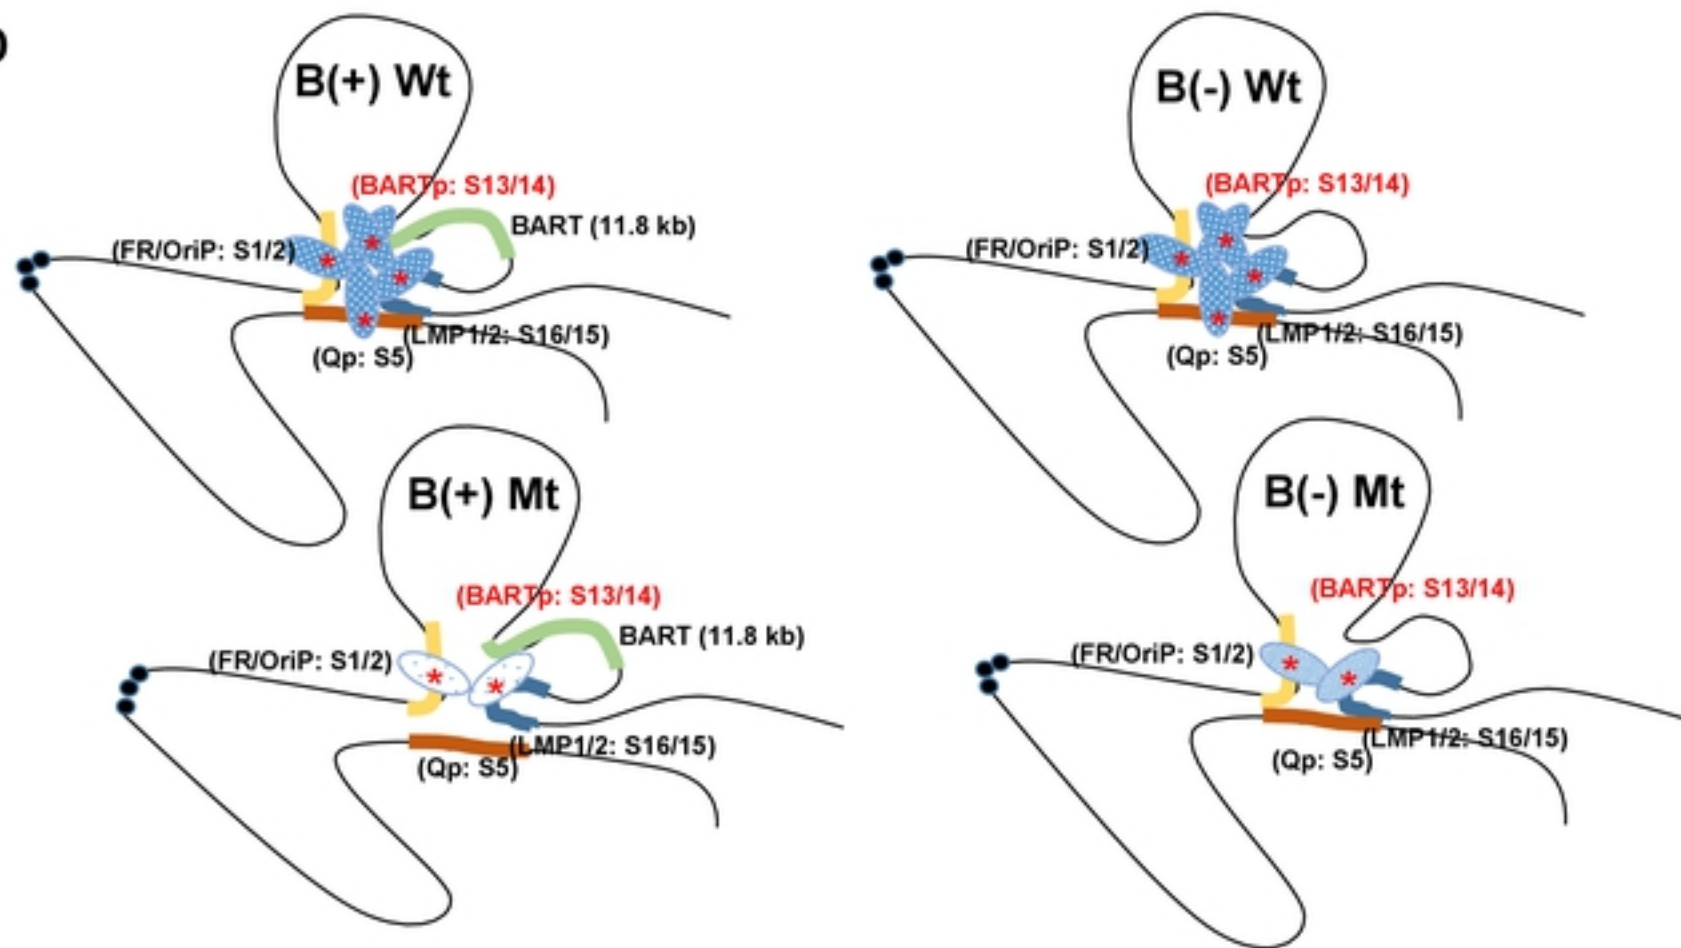 B(+) Wt
(BARTp: S13/14)
BART (11.8 kb)
(FR/OriP: S1/2)
(LMP1/2: S16/15)
(Qp: S5)
B(-) Wt
(BARTp: S13/14)
(FR/OriP: S1/2)
(LMP1/2: S16/15)
(Qp: S5)
B(+) Mt
(BARTp: S13/14)
BART (11.8 kb)
(FR/OriP: S1/2)
(LMP1/2: S16/15)
(Qp: S5)
B(-) Mt
(BARTp: S13/14)
(FR/OriP: S1/2)
(LMP1/2: S16/15)
(Qp: S5)